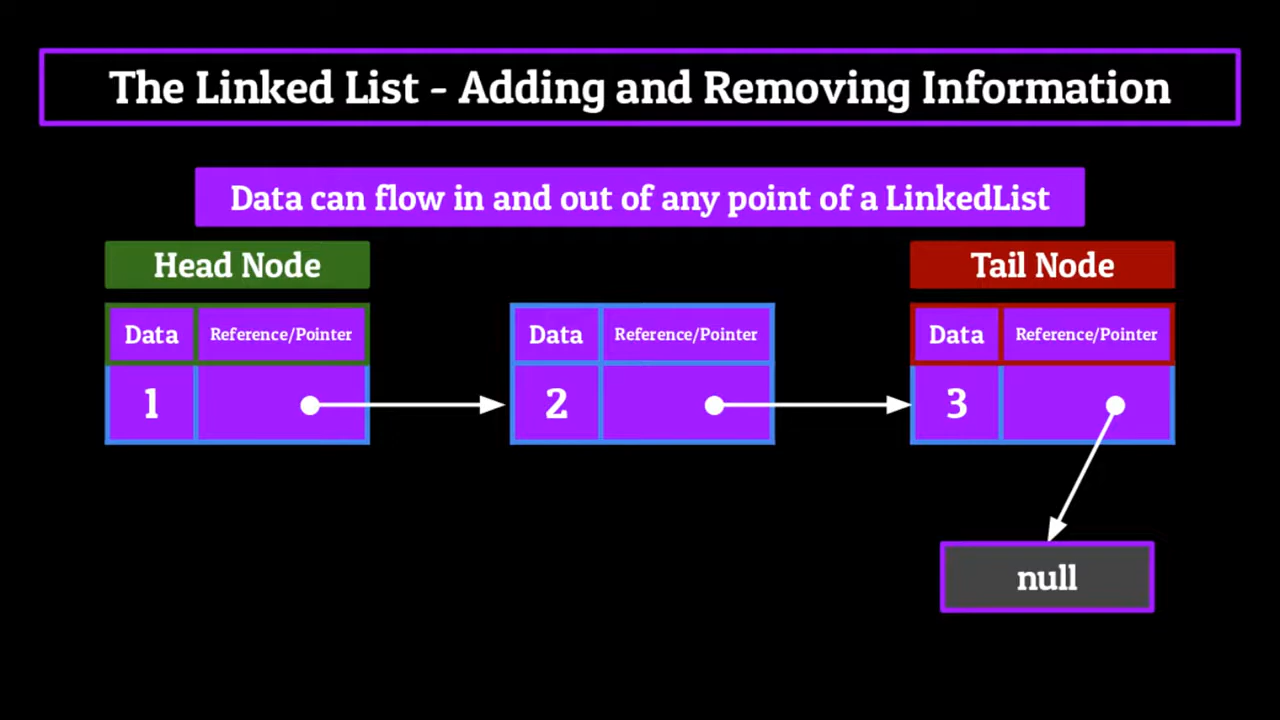 The Linked List - Adding and Removing Information
Data can flow in and out of any point of a LinkedList
Head Node
Tail Node
Data Reference/Pointer
Data Reference/Pointer
Data Reference/Pointer
1
2
3
null